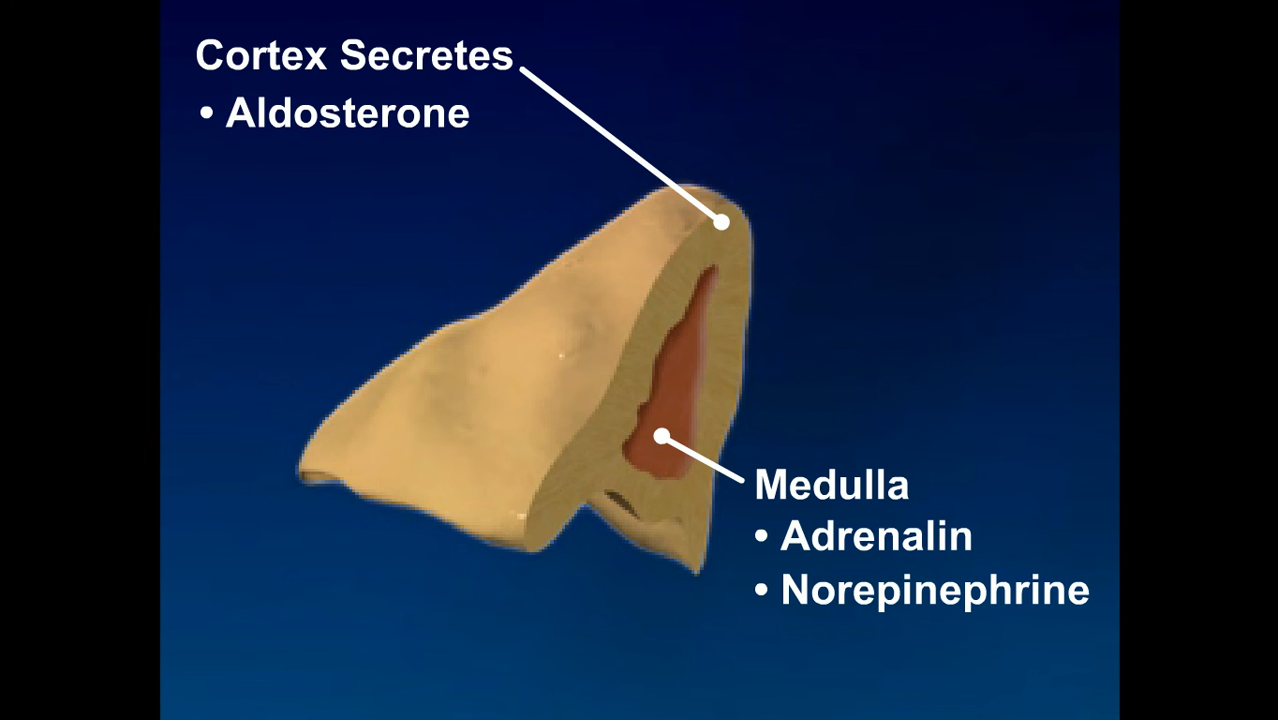 Cortex Secretes
• Aldosterone
Medulla
• Adrenalin
• Norepinephrine